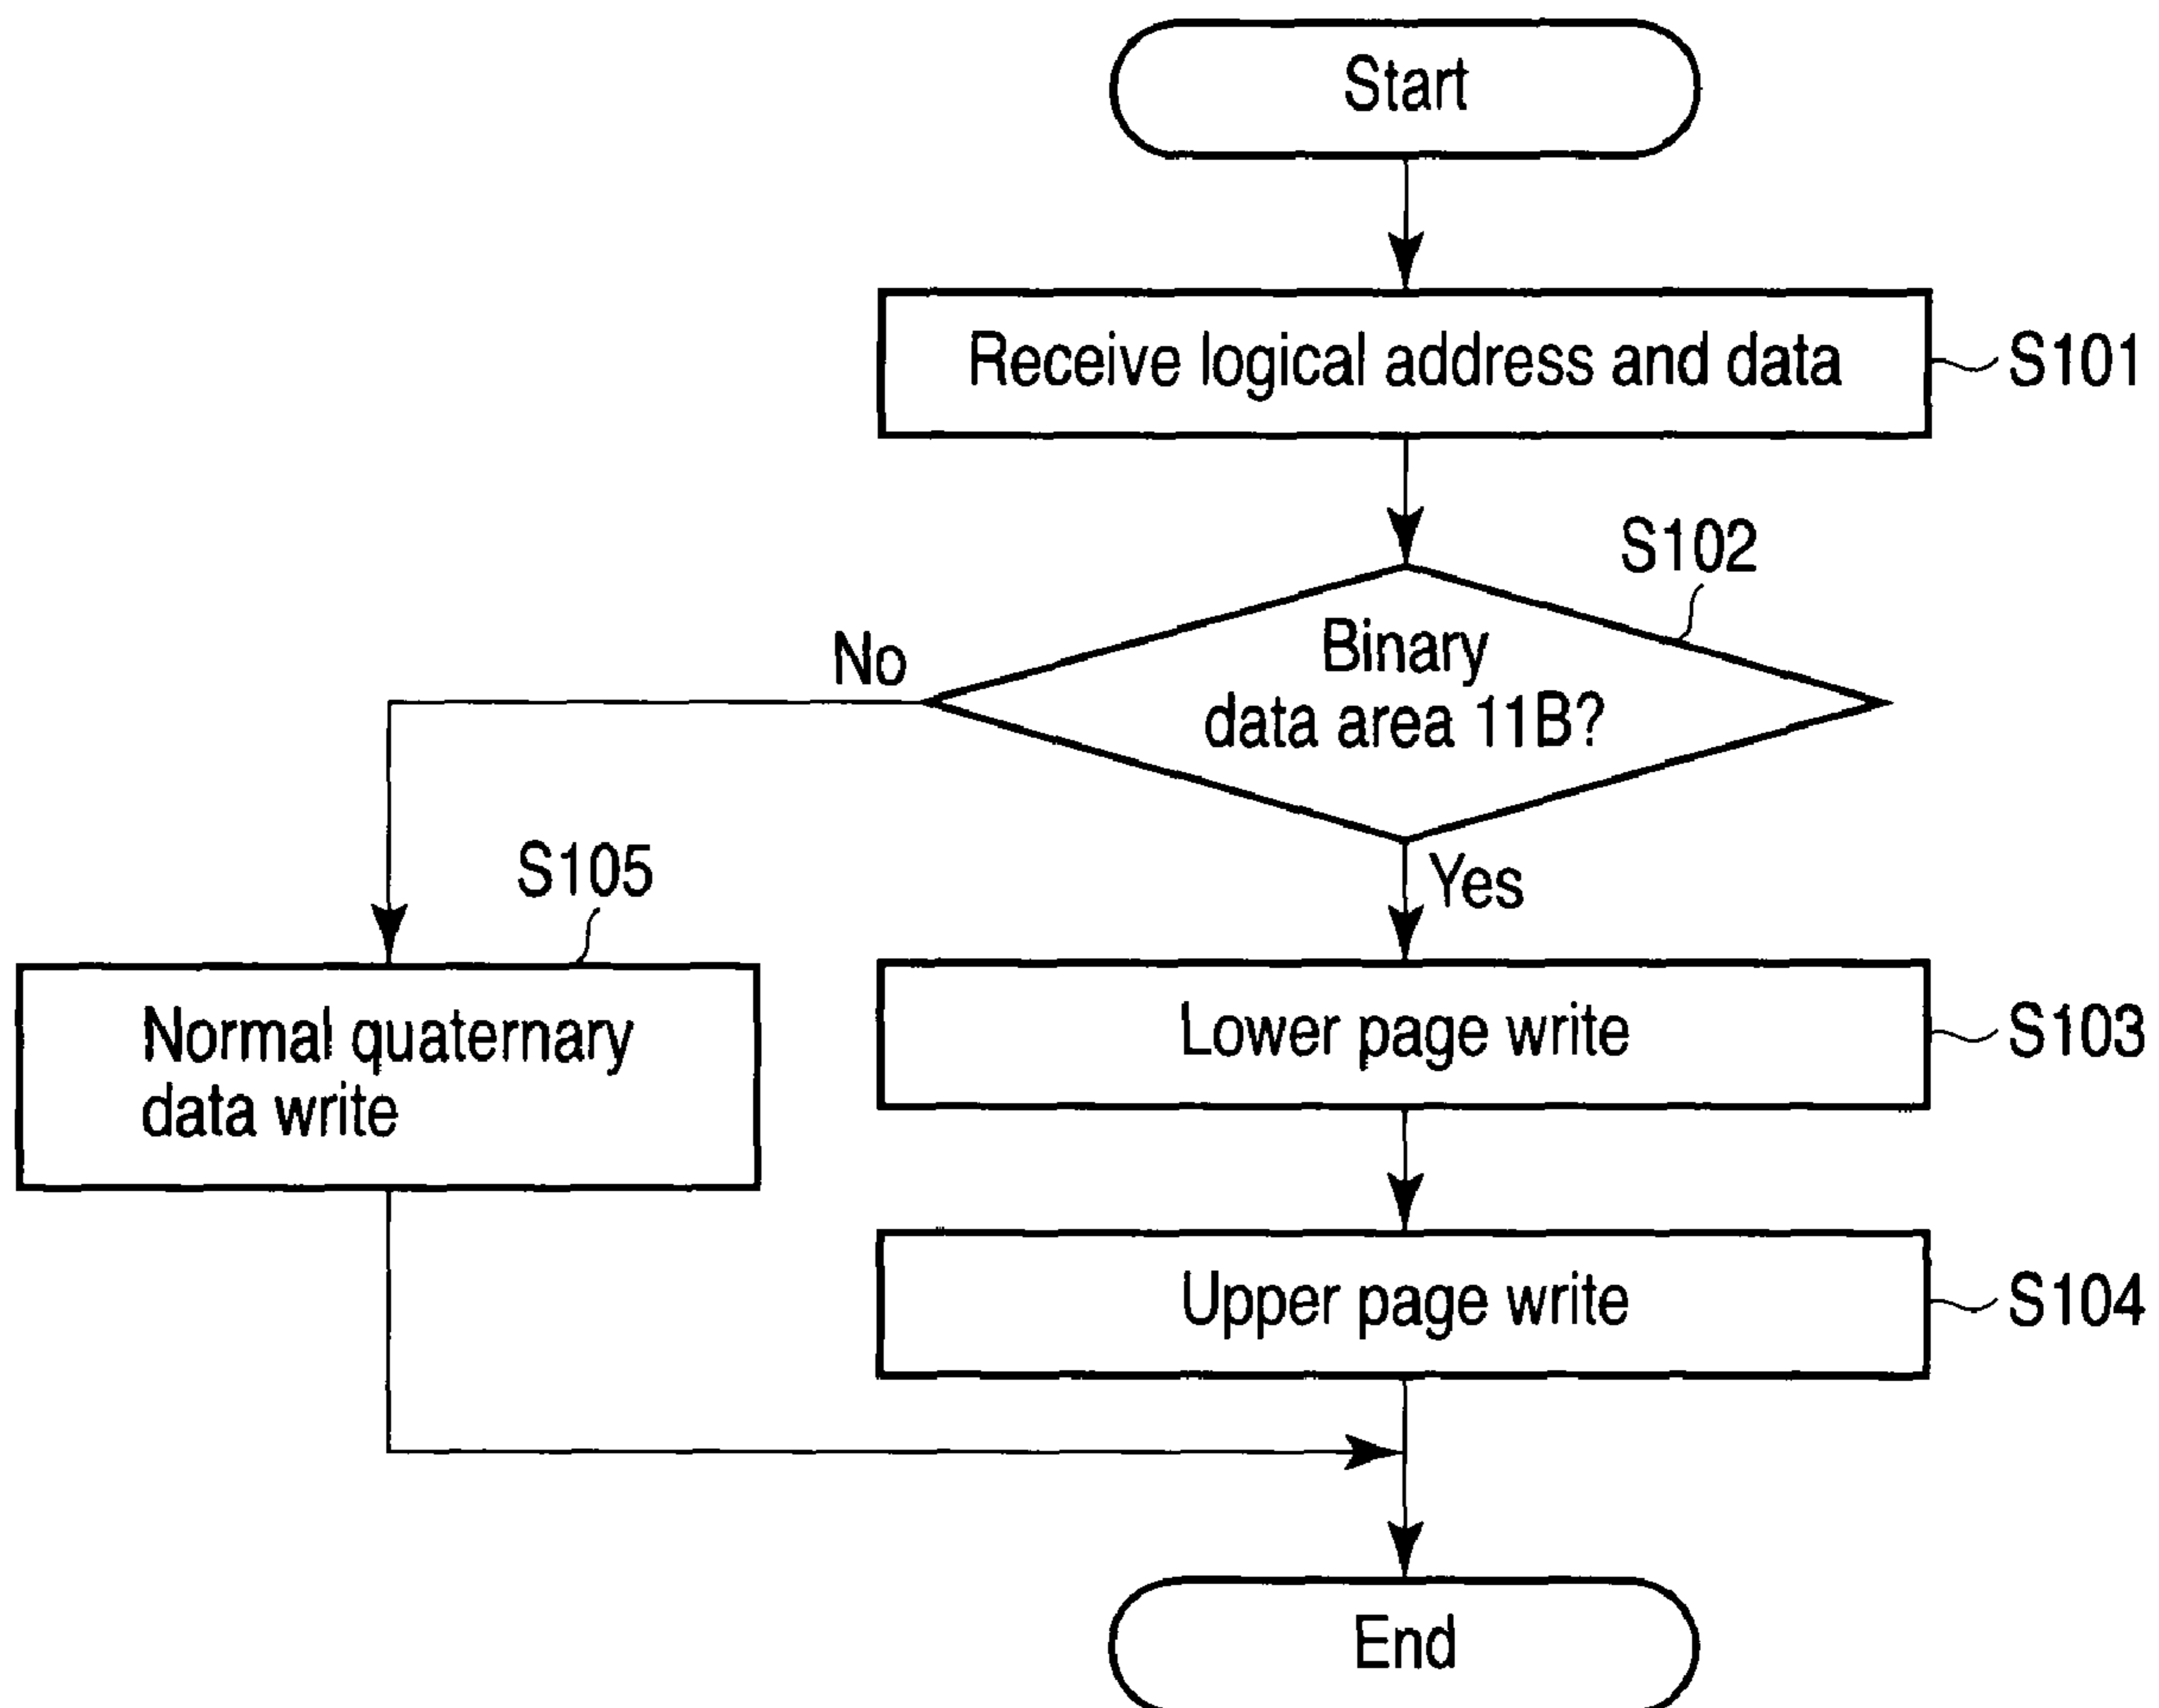 Start
Receive logical address and data
S101
S102
Binary
data area 11B?
No
Yes
S105
Normal quaternary
data write
Lower page write
S103
Upper page write
S104
End